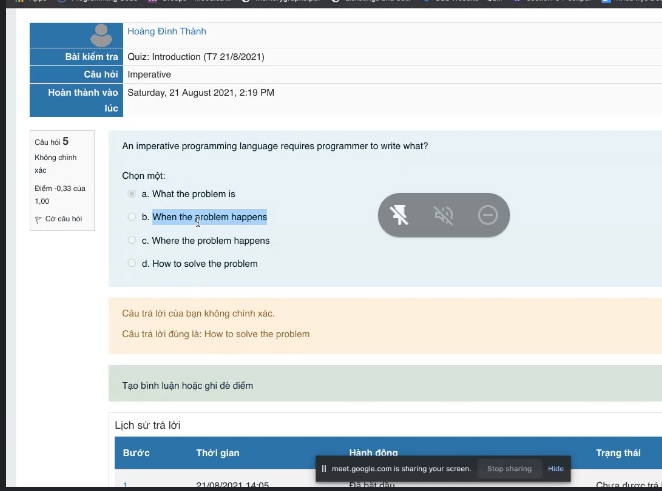 Hoàng Đình Thành
Bài kiểm tra Quiz: Introduction (T7 21/8/2021)
Câu hỏi Imperative
Hoàn thành vào lúc Saturday, 21 August 2021, 2:19 PM
Câu hỏi 5
Không chính xác
Điểm -0,33 của 1,00
Cờ câu hỏi
An imperative programming language requires programmer to write what?
Chọn một:
a. What the problem is
b. When the problem happens
c. Where the problem happens
d. How to solve the problem
Câu trả lời của bạn không chính xác.
Câu trả lời đúng là: How to solve the problem
Tạo bình luận hoặc ghi đè điểm
Lịch sử trả lời
Bước Thời gian Hành động Trạng thái
meet.google.com is sharing your screen. Stop sharing Hide
1 21/08/2021 14:05 Đã bắt đầu Chưa được trả